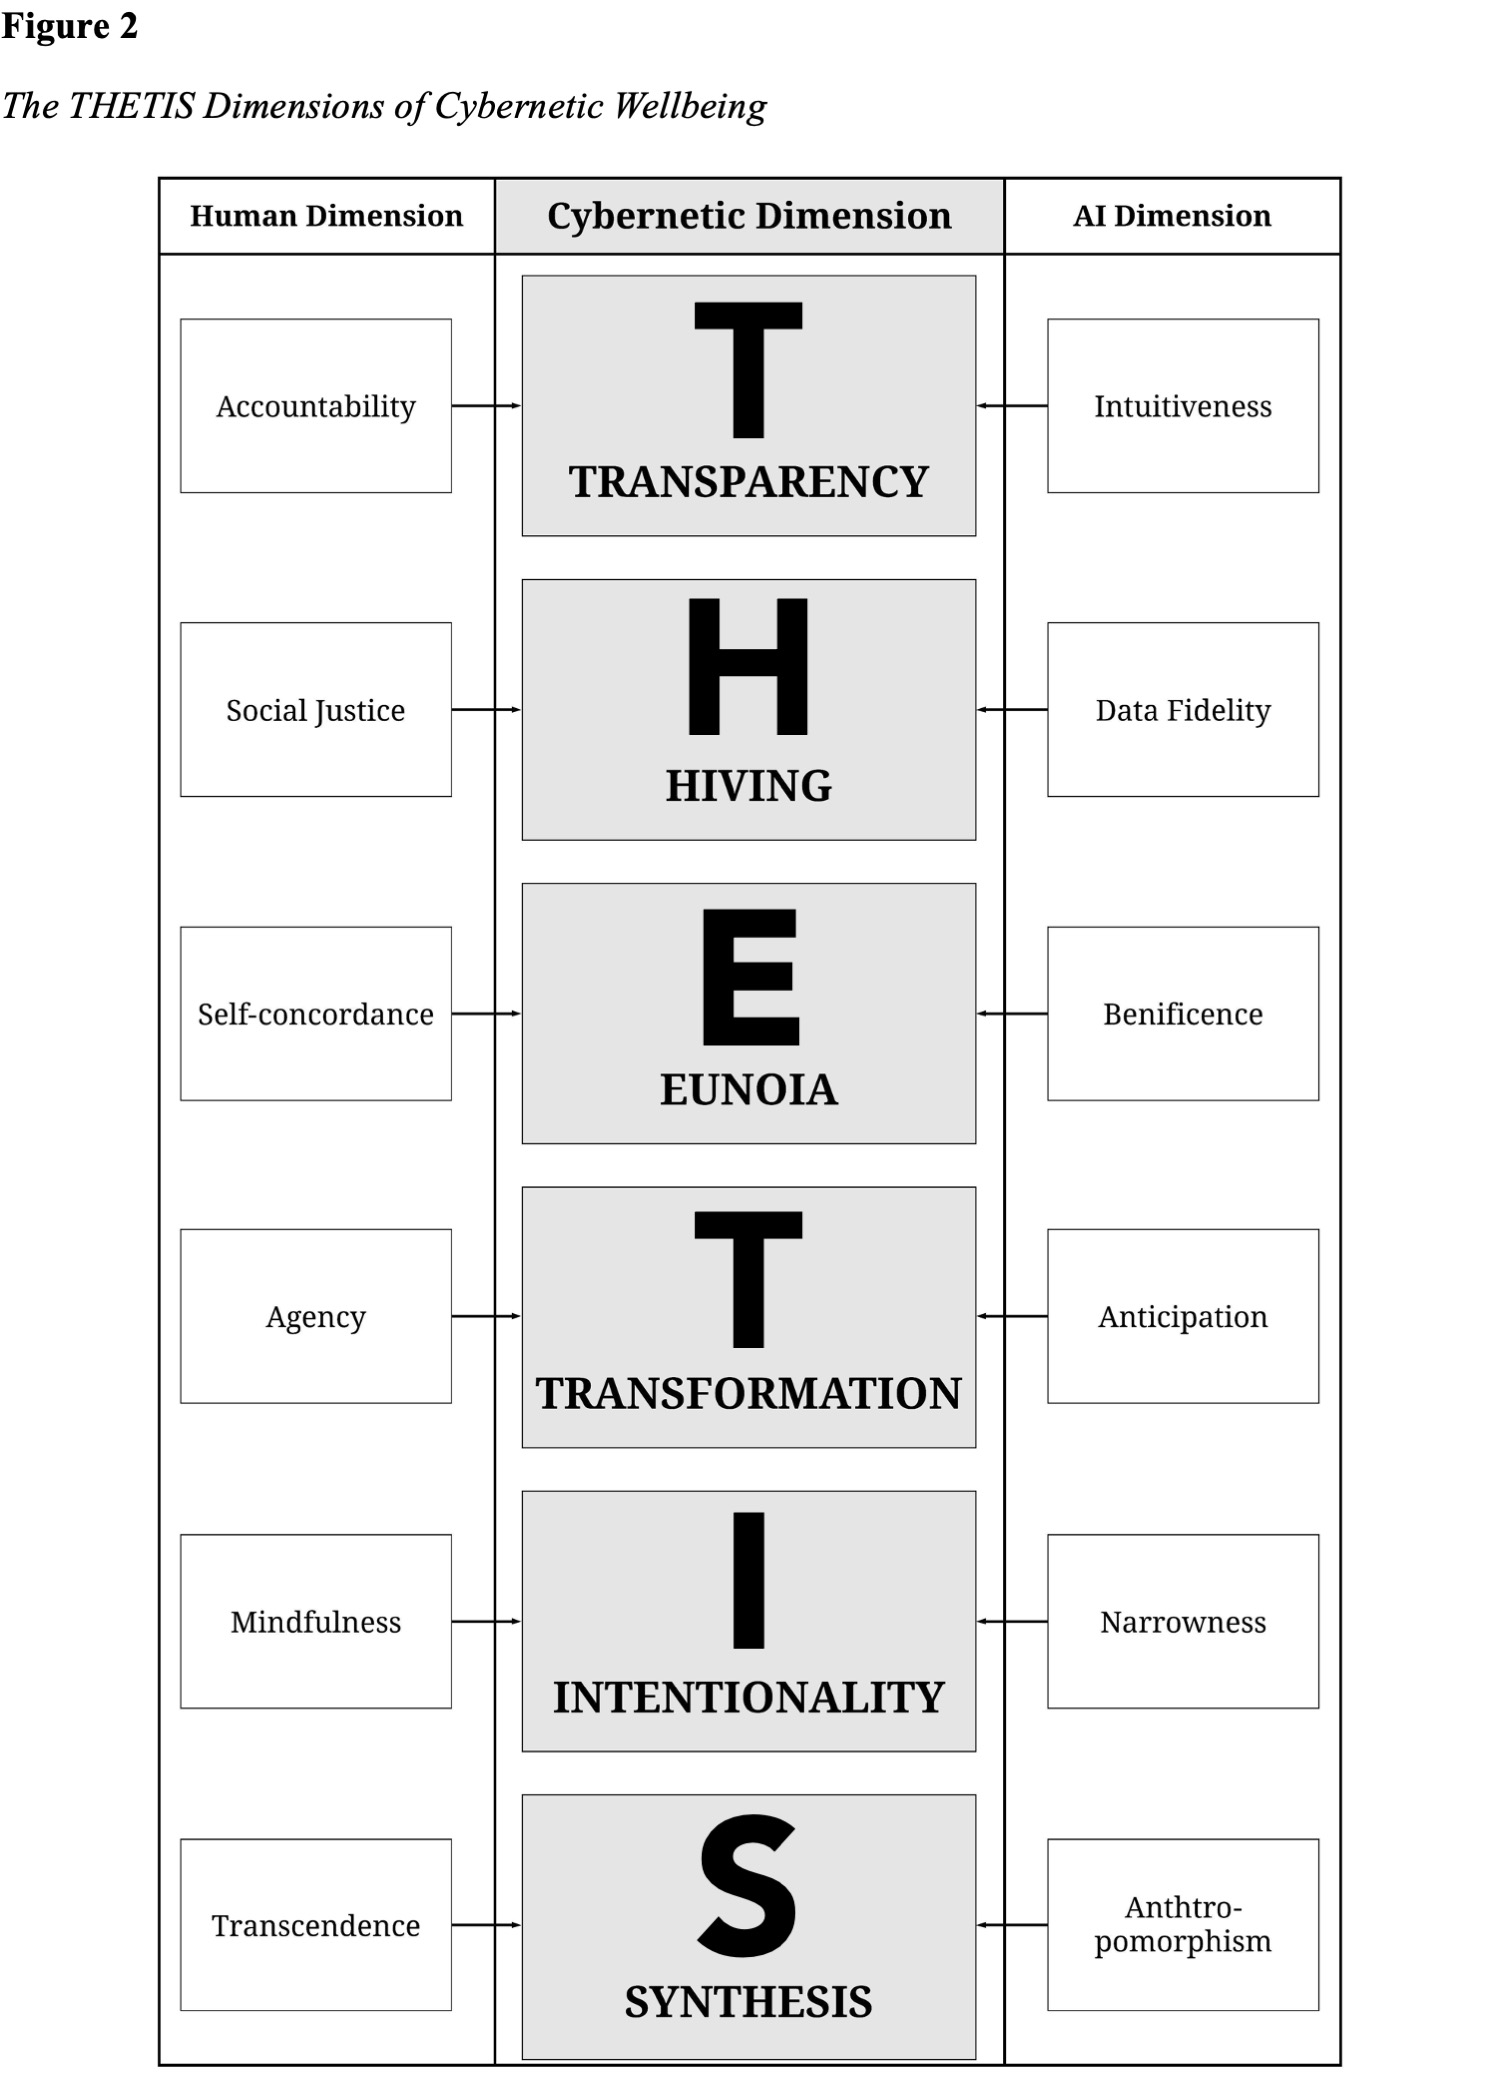 Figure 2
The THETIS Dimensions of Cybernetic Wellbeing
Human Dimension
Cybernetic Dimension
AI Dimension
Accountability
T
TRANSPARENCY
Intuitiveness
Social Justice
H
HIVING
Data Fidelity
Self-concordance
E
EUNOIA
Benificence
Agency
T
TRANSFORMATION
Anticipation
Mindfulness
I
INTENTIONALITY
Narrowness
Transcendence
S
SYNTHESIS
Anthtro-
pomorphism